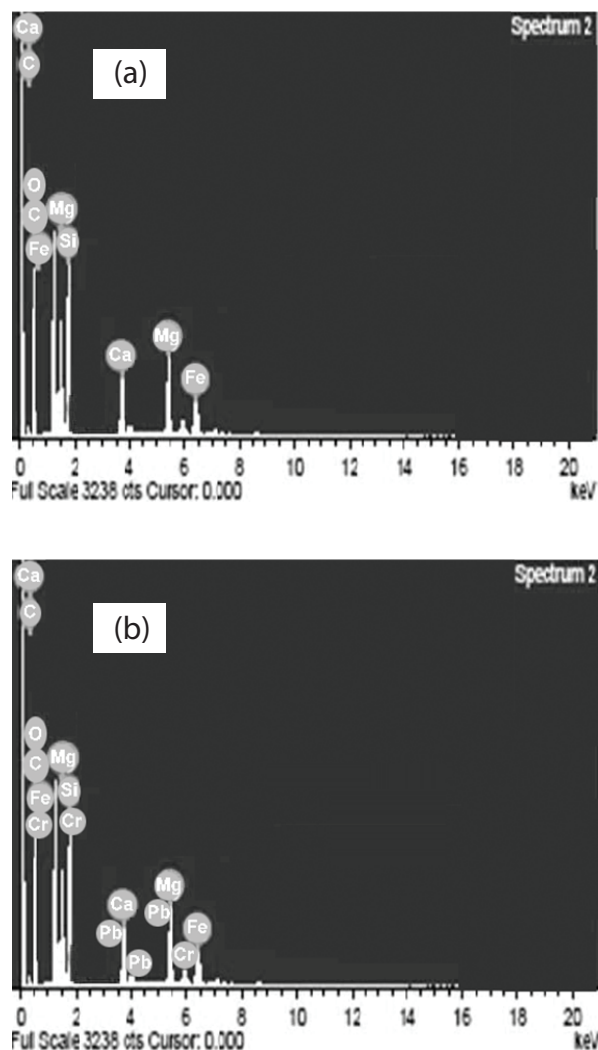 Ca
Spectrum 2
C
(a)
O
C
Mg
Fe
Si
Ca
Mg
Fe
0 2 4 6 8 10 12 14 16 18 20
Full Scale 3238 cts Cursor: 0.000 keV
Ca
Spectrum 2
C
(b)
O
C
Mg
Fe
Si
Cr
Cr
Ca
Mg
Pb
Pb
Fe
Cr
Pb
0 2 4 6 8 10 12 14 16 18 20
Full Scale 3238 cts Cursor: 0.000 keV